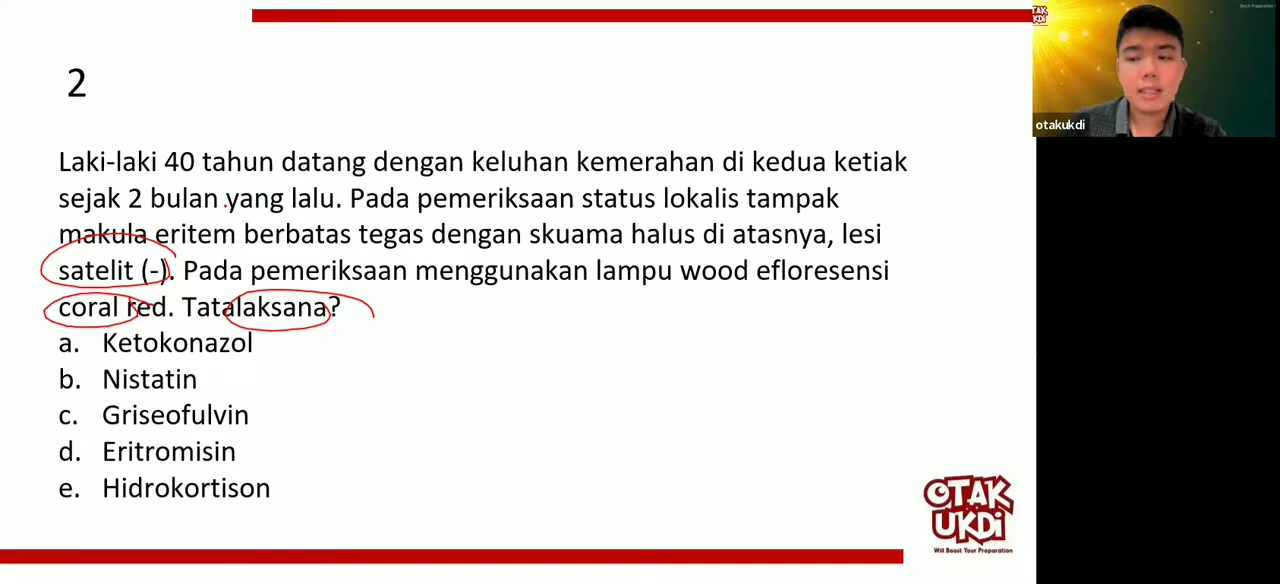 2
Laki-laki 40 tahun datang dengan keluhan kemerahan di kedua ketiak
sejak 2 bulan yang lalu. Pada pemeriksaan status lokalis tampak
makula eritem berbatas tegas dengan skuama halus di atasnya, lesi
satelit (-). Pada pemeriksaan menggunakan lampu wood efloresensi
coral red. Tatalaksana?
a. Ketokonazol
b. Nistatin
c. Griseofulvin
d. Eritromisin
e. Hidrokortison
otakukdi
OTAK
UKDi
Will Boost Your Preparation